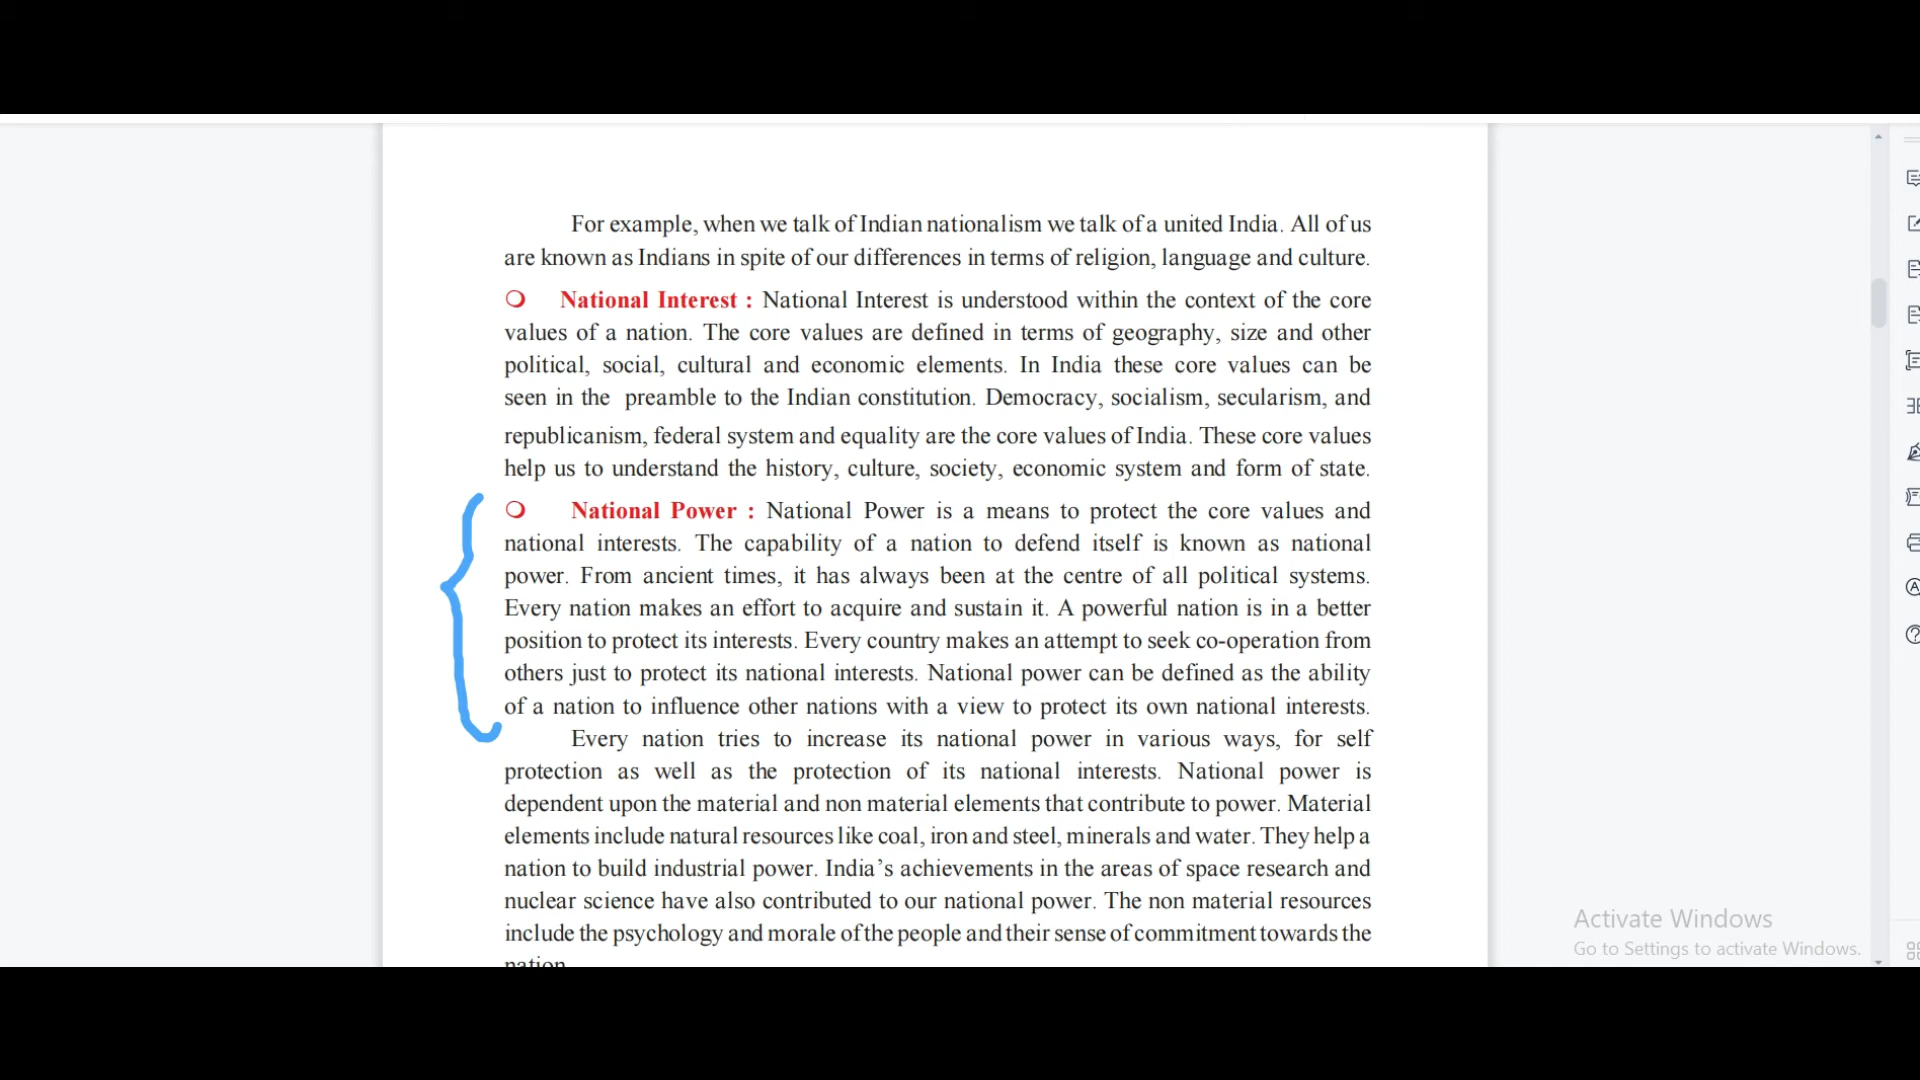 For example, when we talk of Indian nationalism we talk of a united India. All of us
are known as Indians in spite of our differences in terms of religion, language and culture.
National Interest : National Interest is understood within the context of the core
values of a nation. The core values are defined in terms of geography, size and other
political, social, cultural and economic elements. In India these core values can be
seen in the preamble to the Indian constitution. Democracy, socialism, secularism, and
republicanism, federal system and equality are the core values of India. These core values
help us to understand the history, culture, society, economic system and form of state.
National Power : National Power is a means to protect the core values and
national interests. The capability of a nation to defend itself is known as national
power. From ancient times, it has always been at the centre of all political systems.
Every nation makes an effort to acquire and sustain it. A powerful nation is in a better
position to protect its interests. Every country makes an attempt to seek co-operation from
others just to protect its national interests. National power can be defined as the ability
of a nation to influence other nations with a view to protect its own national interests.
Every nation tries to increase its national power in various ways, for self
protection as well as the protection of its national interests. National power is
dependent upon the material and non material elements that contribute to power. Material
elements include natural resources like coal, iron and steel, minerals and water. They help a
nation to build industrial power. India's achievements in the areas of space research and
nuclear science have also contributed to our national power. The non material resources
include the psychology and morale of the people and their sense of commitment towards the
nation.
Activate Windows
Go to Settings to activate Windows.